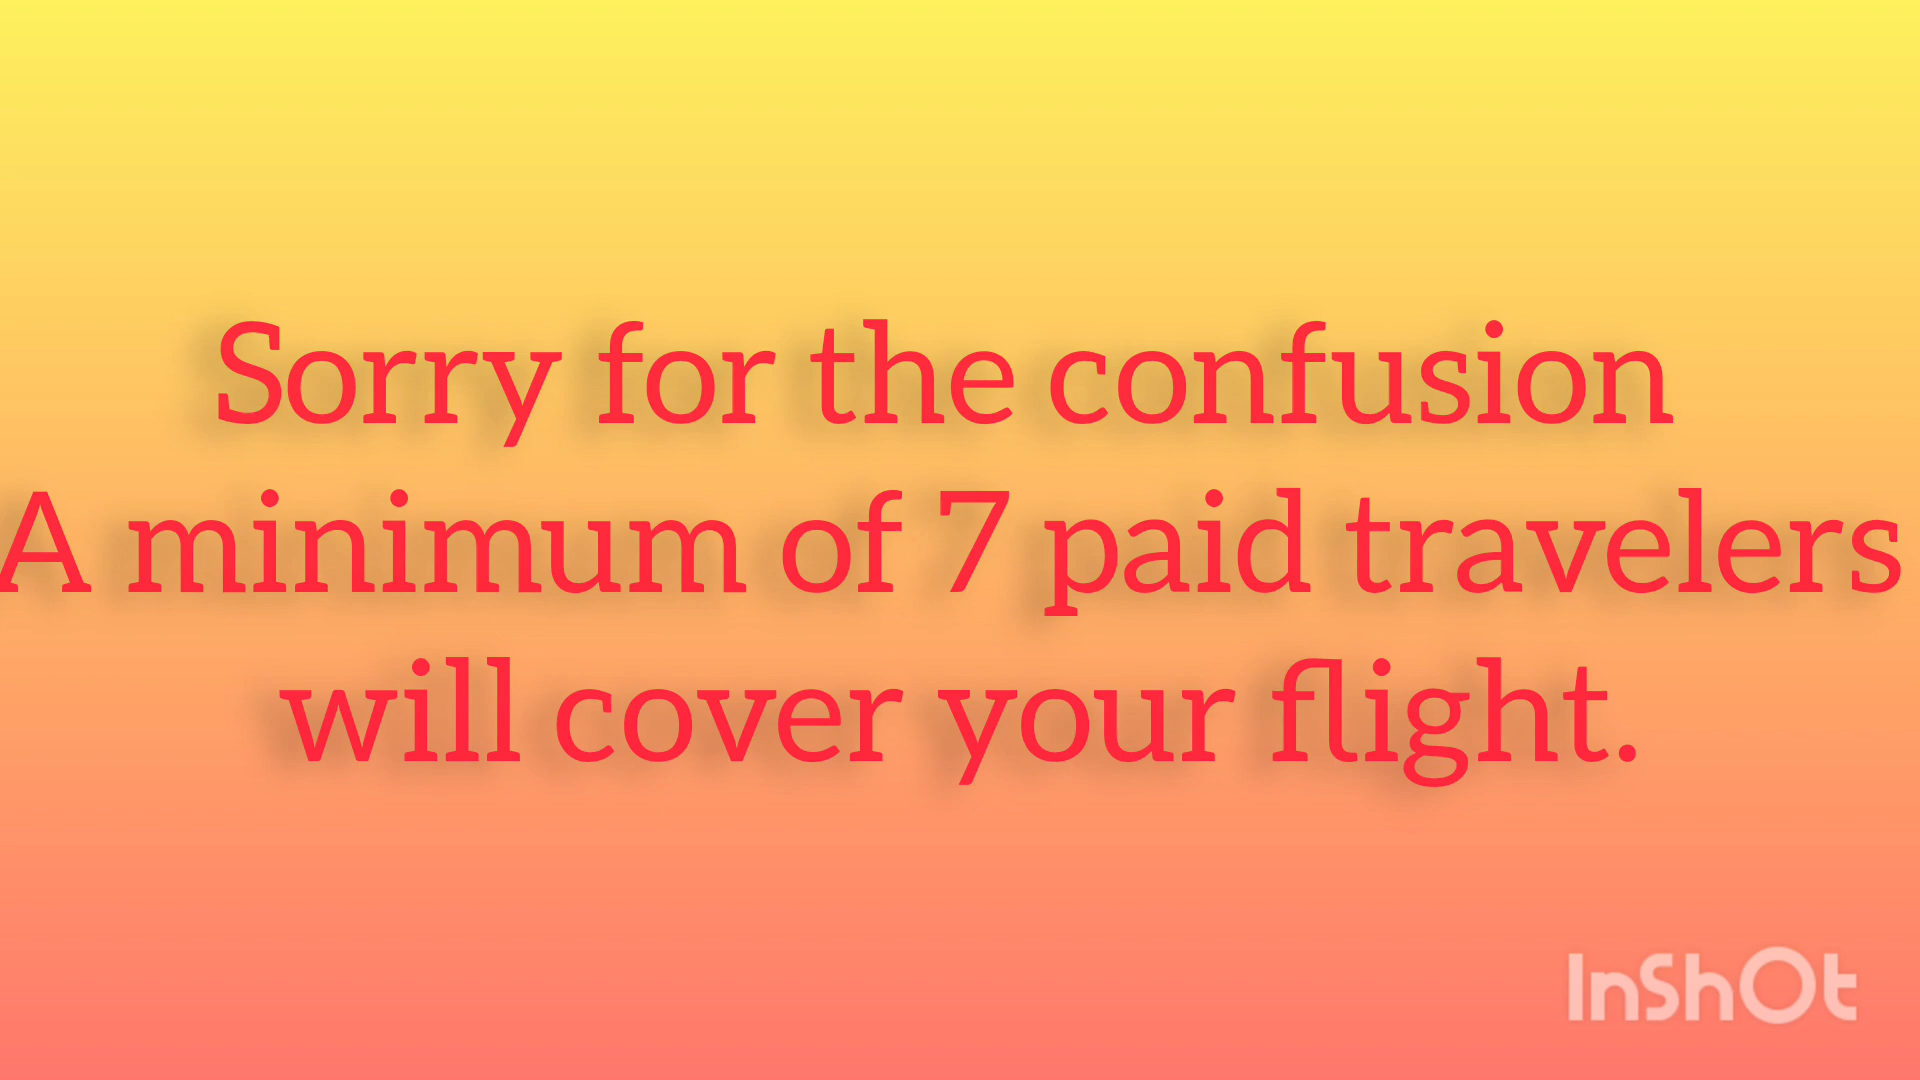 Sorry for the confusion
A minimum of 7 paid travelers
will cover your flight.
InShOt